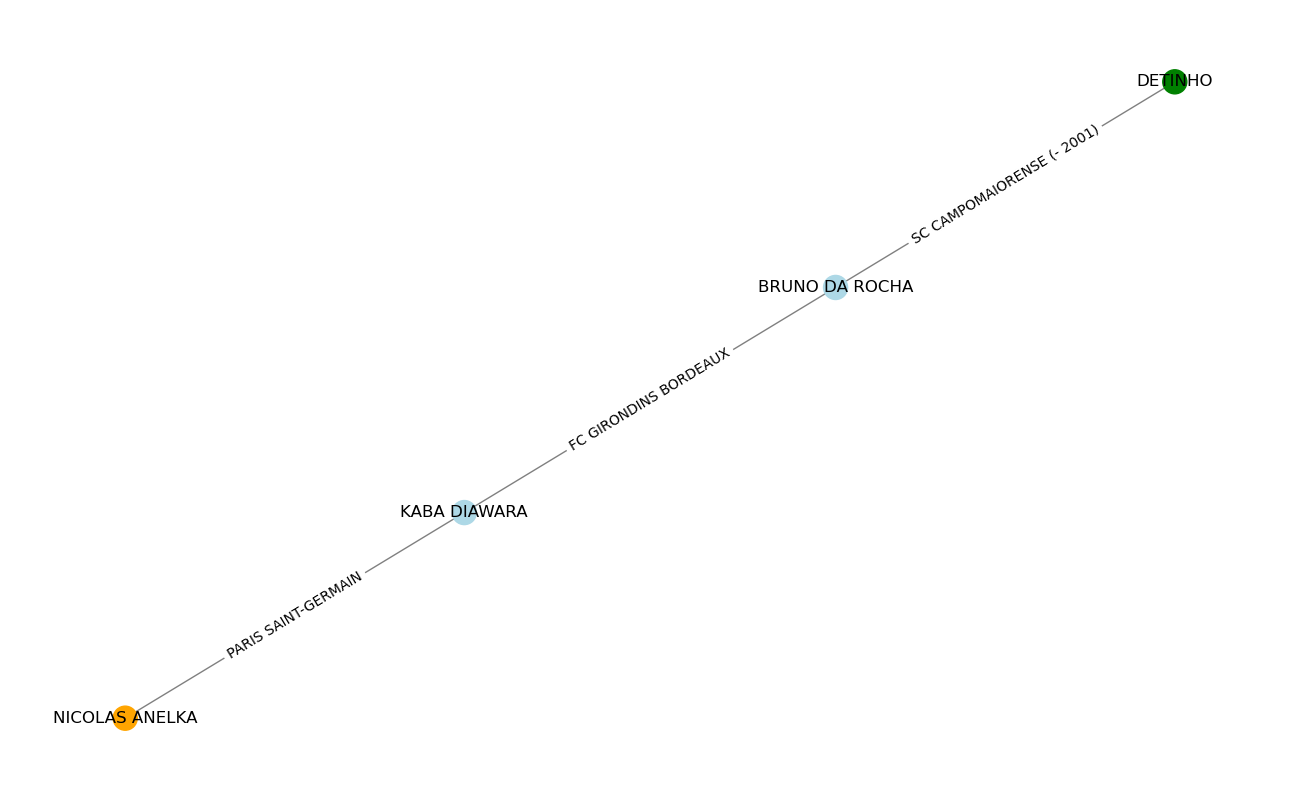 DETINHO
SC CAMPOMAIORENSE (- 2001)
BRUNO DA ROCHA
FC GIRONDINS BORDEAUX
KABA DIAWARA
PARIS SAINT-GERMAIN
NICOLAS ANELKA